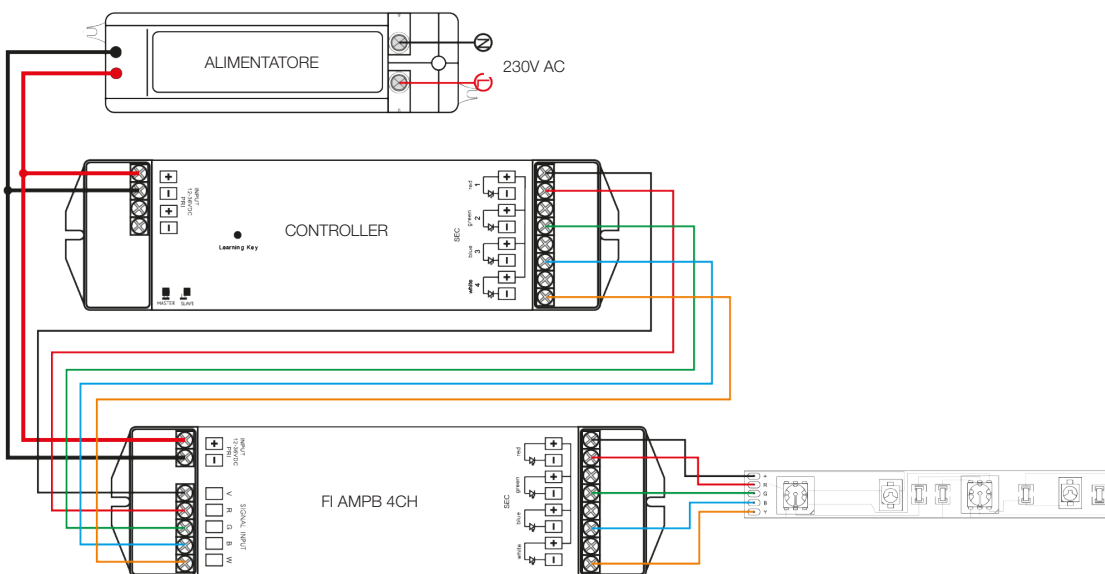 ALIMENTATORE
N
L
230V AC
+
-
+
-
INPUT
12-36VDC
PRI
Learning Key
MASTER
SLAVE
CONTROLLER
SEC
red
1
+
-
green
2
+
-
blue
3
+
-
white
4
+
-
+
-
INPUT
12-36VDC
PRI
V
R
G
B
W
SIGNAL INPUT
FI AMPB 4CH
SEC
red
+
-
green
+
-
blue
+
-
white
+
-
+
R
G
B
Y